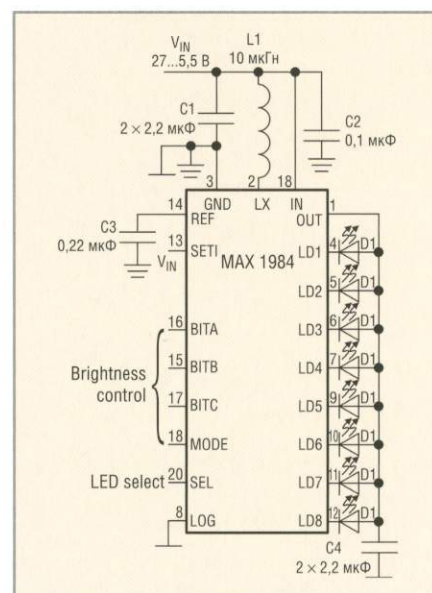 V_IN
27...5,5 В
L1
10 мкГн
C1
2 × 2,2 мкФ
C2
0,1 мкФ
3
2
18
14
GND
LX
IN
1
C3
0,22 мкФ
REF
OUT
V_IN
13
SETI
MAX 1984
LD1
4
D1
LD2
5
D1
16
BITA
LD3
6
D1
15
BITB
LD4
7
D1
Brightness
control
17
BITC
LD5
9
D1
18
MODE
LD6
10
D1
LED select
20
SEL
LD7
11
D1
8
LOG
LD8
12
D1
C4
2 × 2,2 мкФ